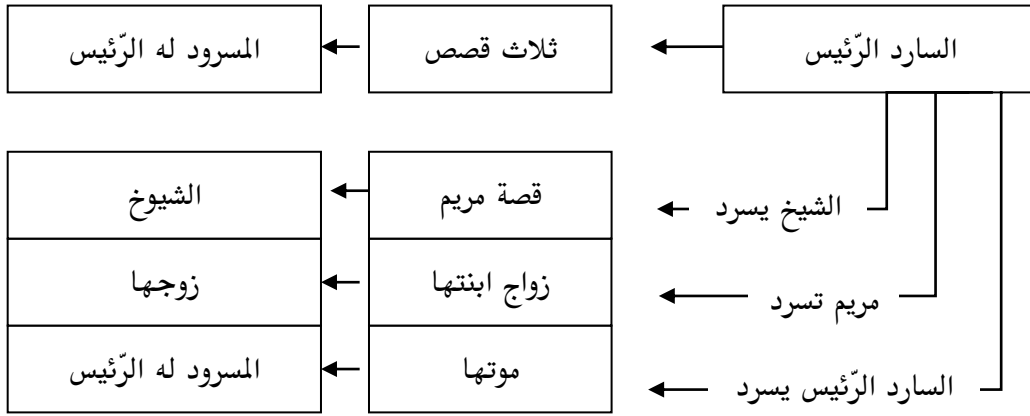 السارد الرّئيس ثلاث قصص المسرود له الرّئيس
الشيخ يسرد قصة مريم الشيوخ
مريم تسرد زواج ابنتها زوجها
السارد الرّئيس يسرد موتها المسرود له الرّئيس